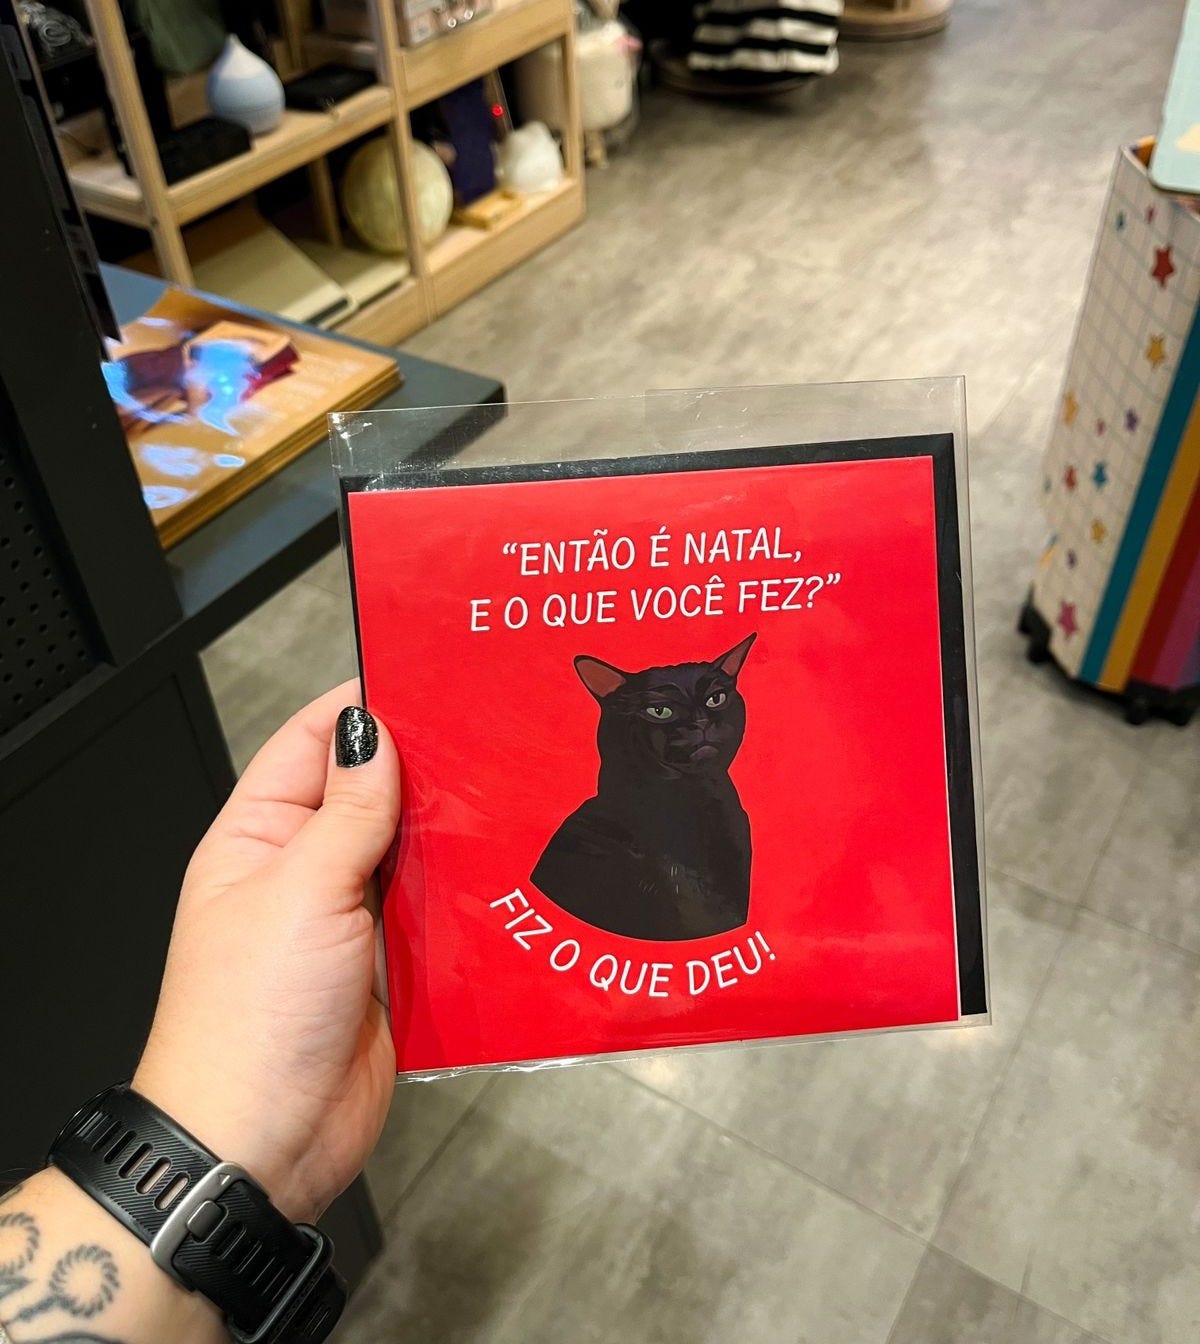 “ENTÃO É NATAL,
E O QUE VOCÊ FEZ?”
FIZ O QUE DEU!